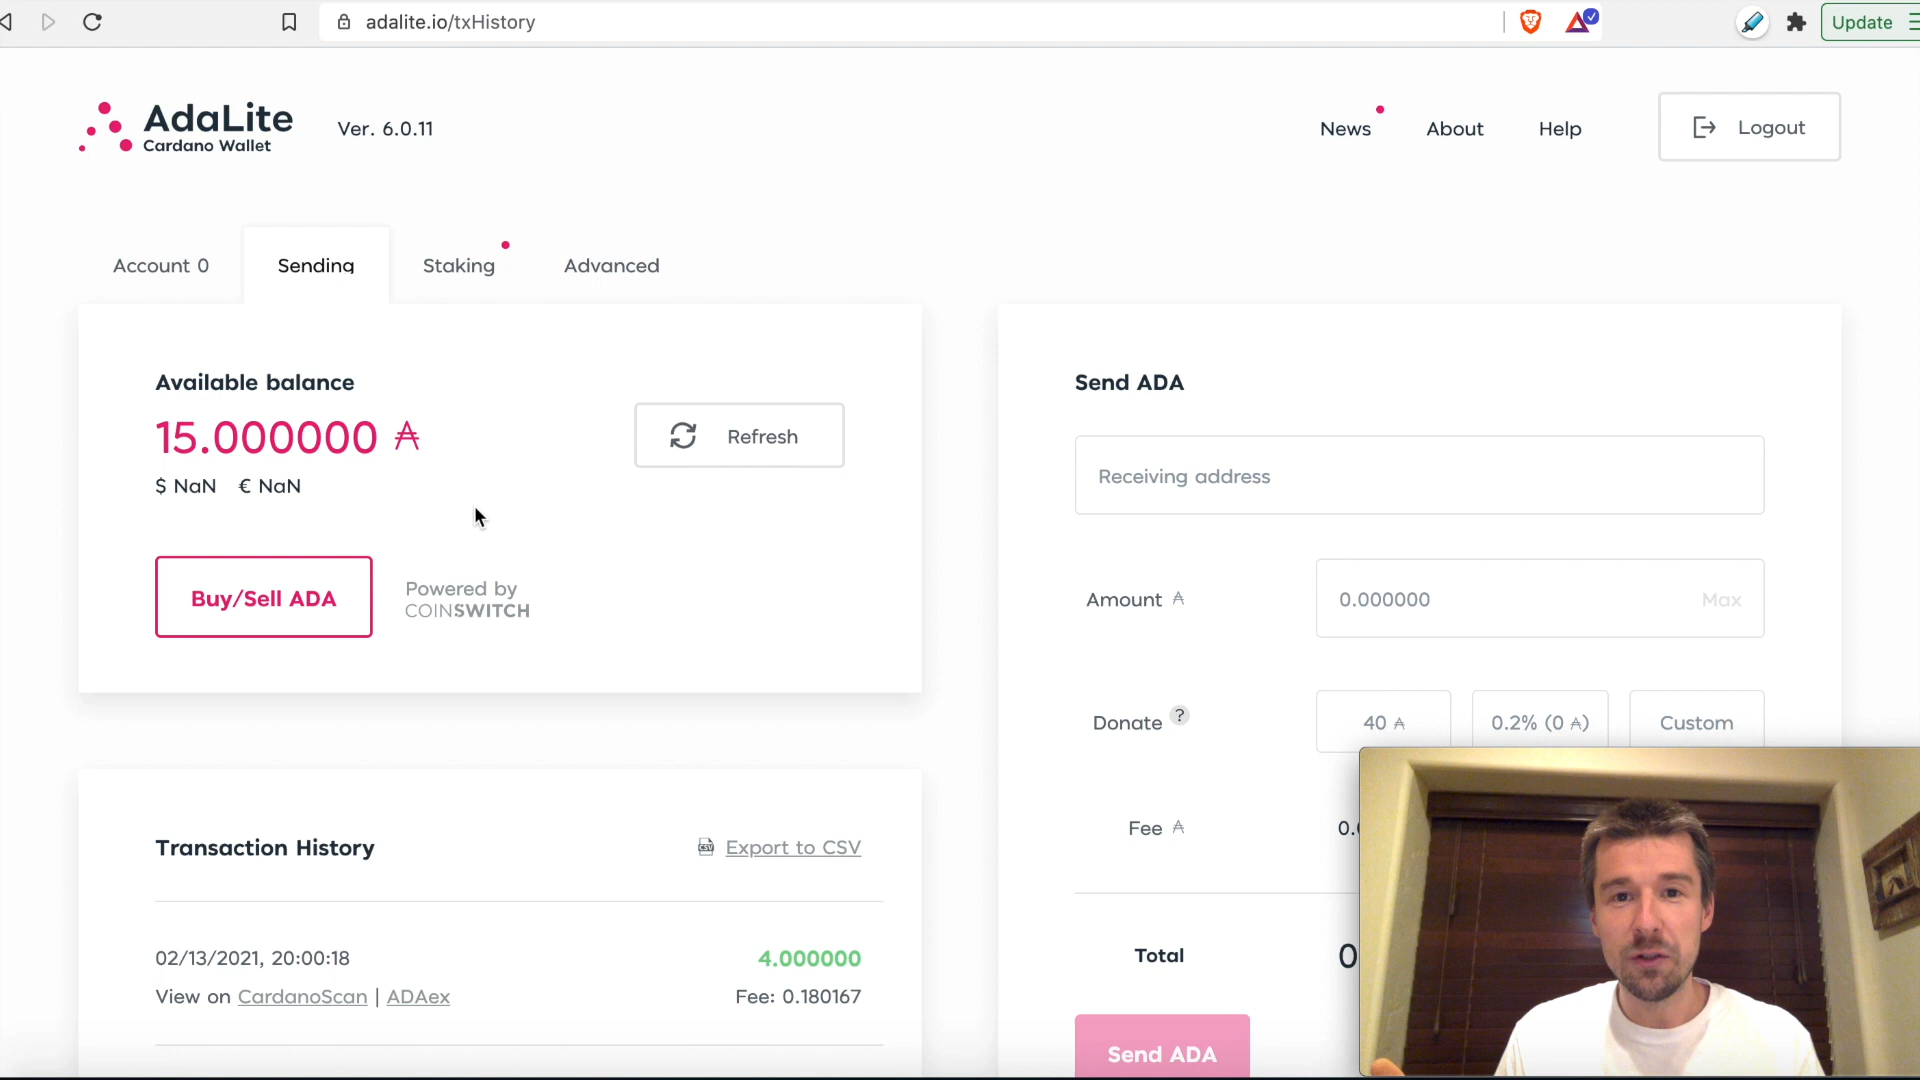 adalite.io/txHistory
Update
AdaLite
Cardano Wallet
Ver. 6.0.11
News
About
Help
Logout
Account 0
Sending
Staking
Advanced
Available balance
15.000000 ₳
$ NaN € NaN
Refresh
Buy/Sell ADA
Powered by
COINSWITCH
Send ADA
Receiving address
Amount ₳
0.000000
Max
Donate ?
40 ₳
0.2% (0 ₳)
Custom
Fee ₳
Total
Send ADA
Transaction History
CSV
Export to CSV
02/13/2021, 20:00:18
4.000000
View on CardanoScan | ADAex
Fee: 0.180167